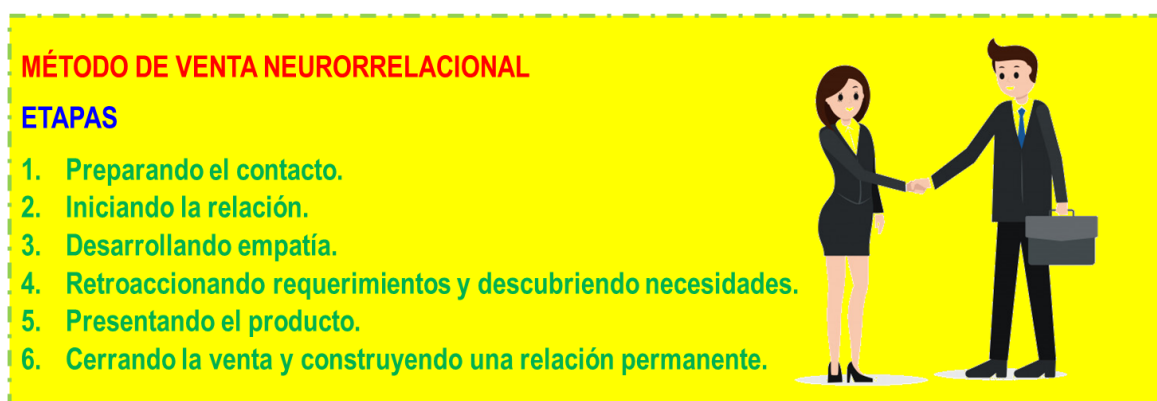 MÉTODO DE VENTA NEURORRELACIONAL
ETAPAS
1. Preparando el contacto.
2. Iniciando la relación.
3. Desarrollando empatía.
4. Retroaccionando requerimientos y descubriendo necesidades.
5. Presentando el producto.
6. Cerrando la venta y construyendo una relación permanente.